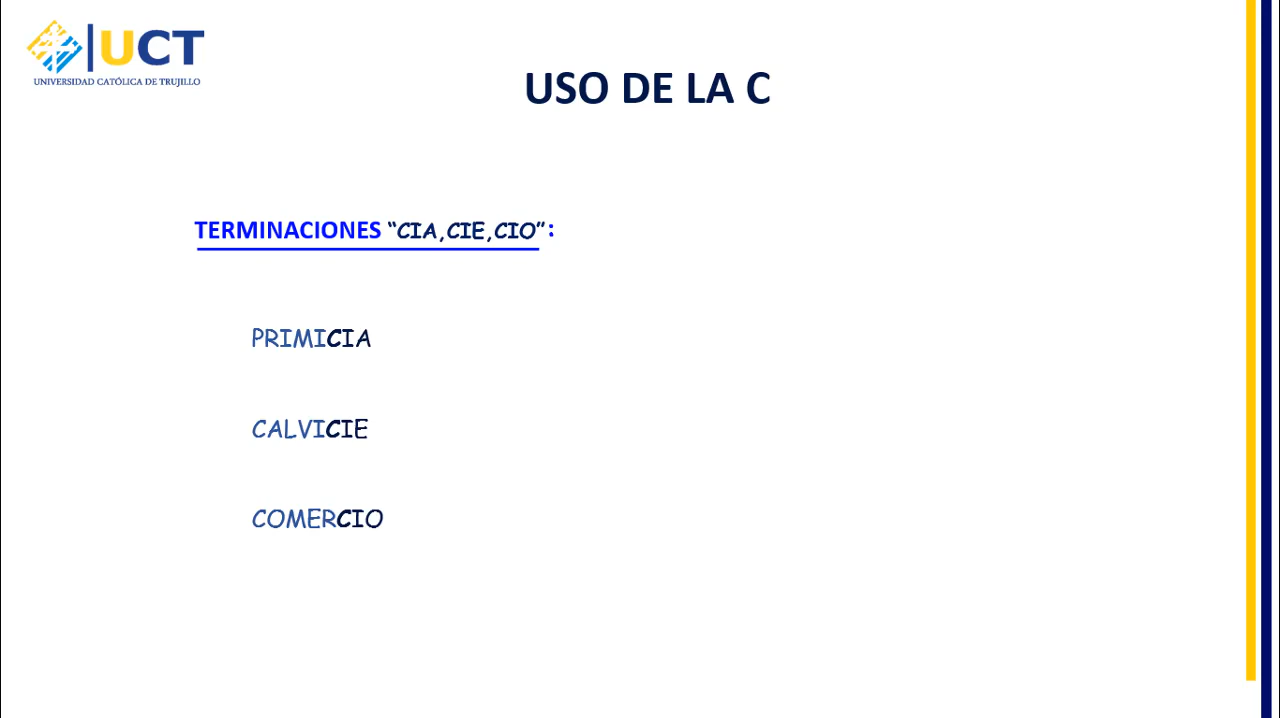 UCT
UNIVERSIDAD CATÓLICA DE TRUJILLO
USO DE LA C
TERMINACIONES “CIA,CIE,CIO”:
PRIMICIA
CALVICIE
COMERCIO